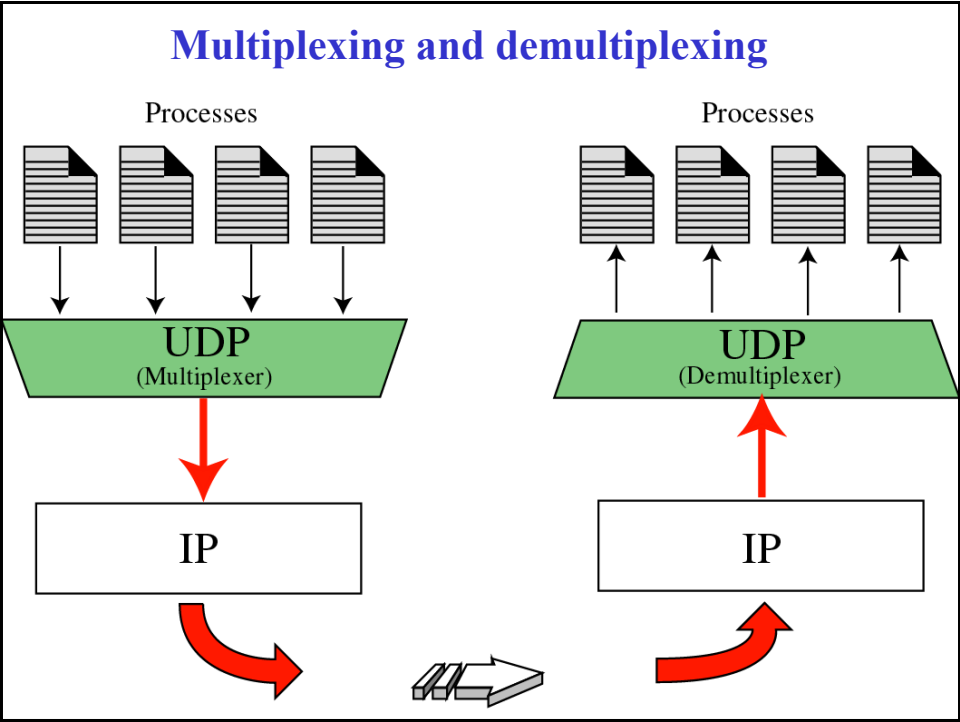 Multiplexing and demultiplexing
Processes
Processes
UDP
(Multiplexer)
UDP
(Demultiplexer)
IP
IP